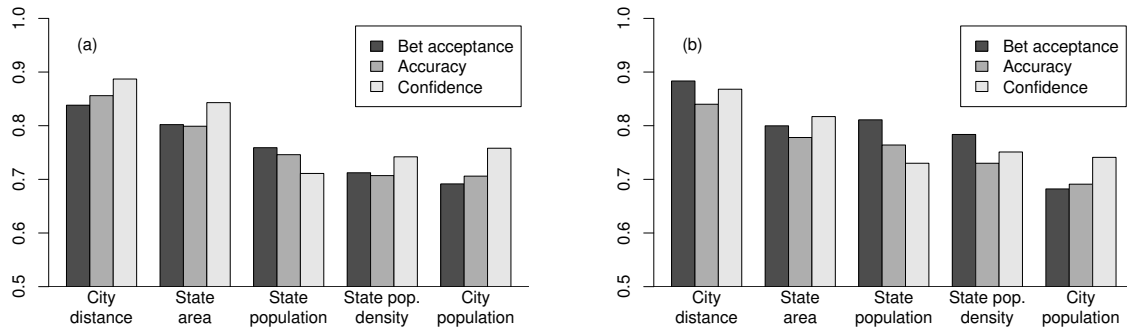 (a)
Bet acceptance
Accuracy
Confidence
1.0
0.9
0.8
0.7
0.6
0.5
City distance
State area
State population
State pop. density
City population
(b)
Bet acceptance
Accuracy
Confidence
1.0
0.9
0.8
0.7
0.6
0.5
City distance
State area
State population
State pop. density
City population